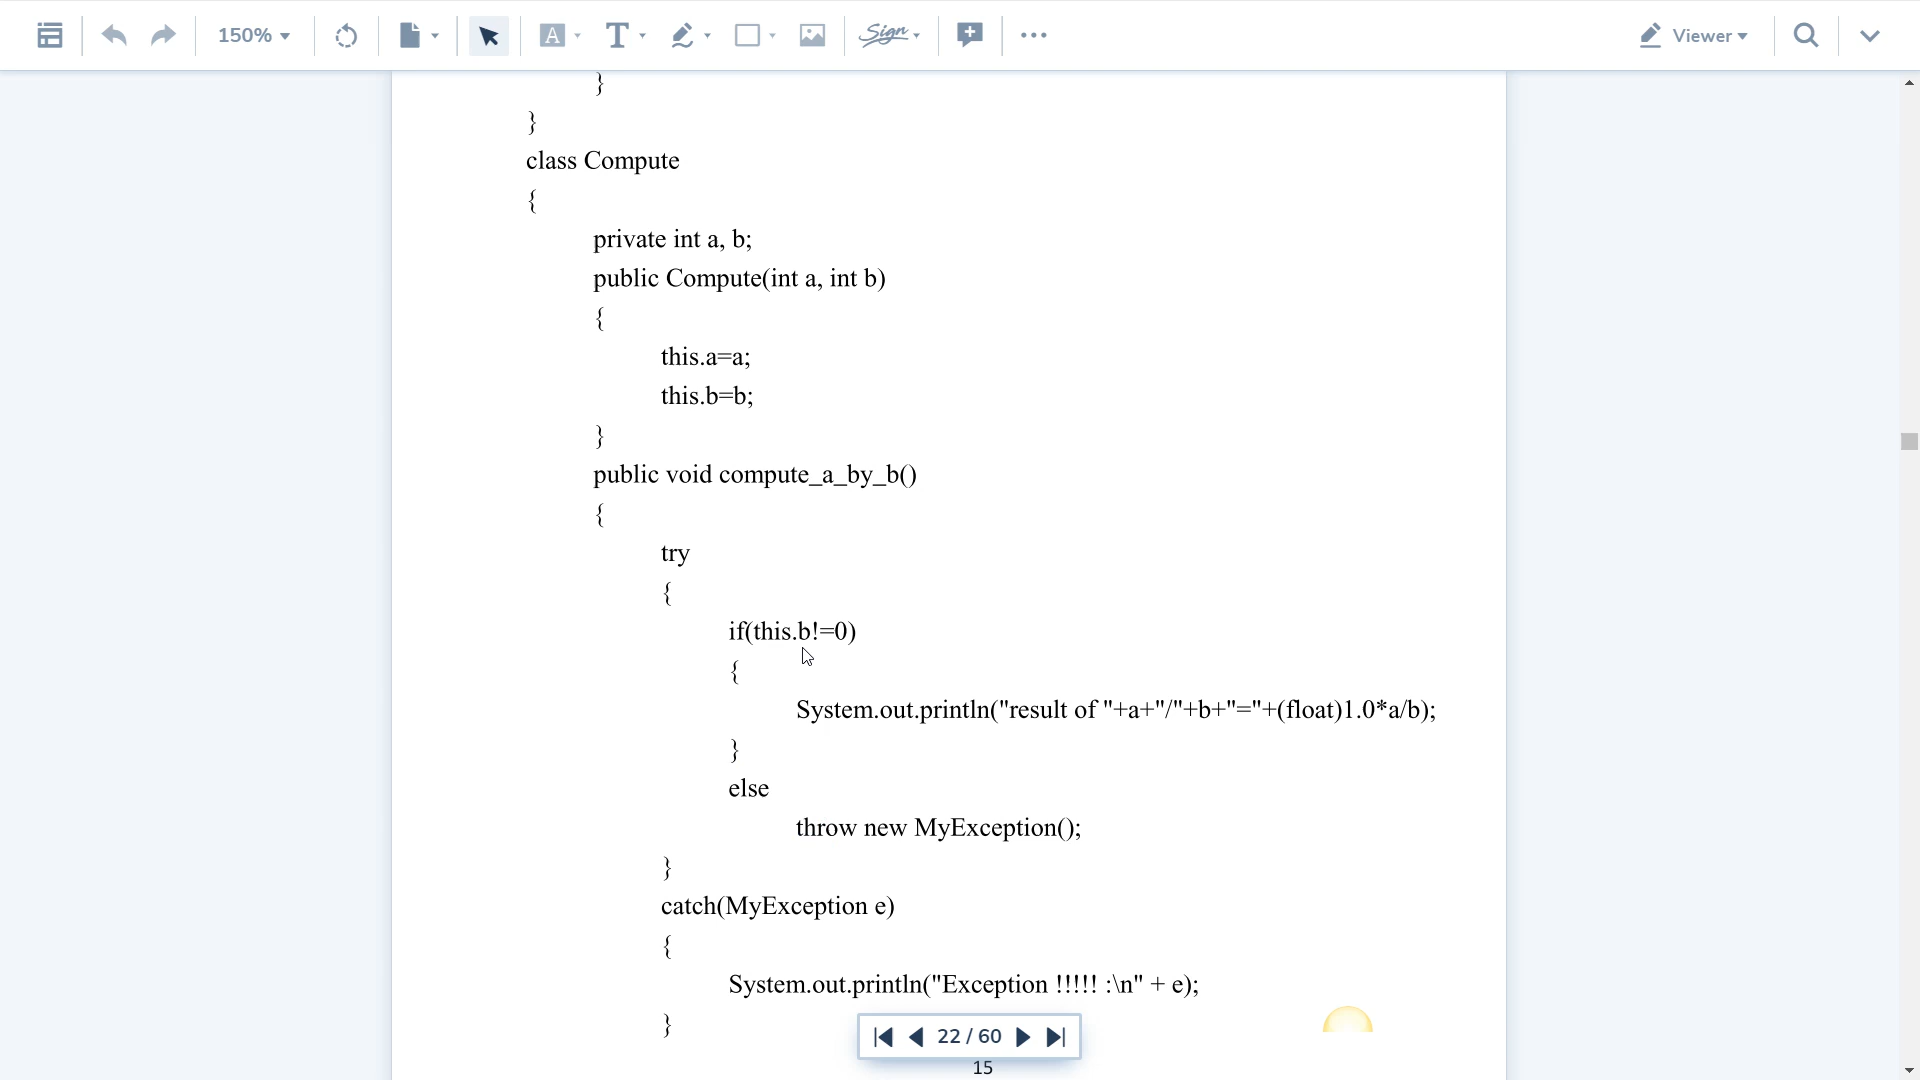 150%
A
T
Sign
Viewer
}
}
class Compute
{
private int a, b;
public Compute(int a, int b)
{
this.a=a;
this.b=b;
}
public void compute_a_by_b()
{
try
{
if(this.b!=0)
{
System.out.println("result of "+a+"/"+b+"="+(float)1.0*a/b);
}
else
throw new MyException();
}
catch(MyException e)
{
System.out.println("Exception !!!!! :\n" + e);
}
22 / 60
15